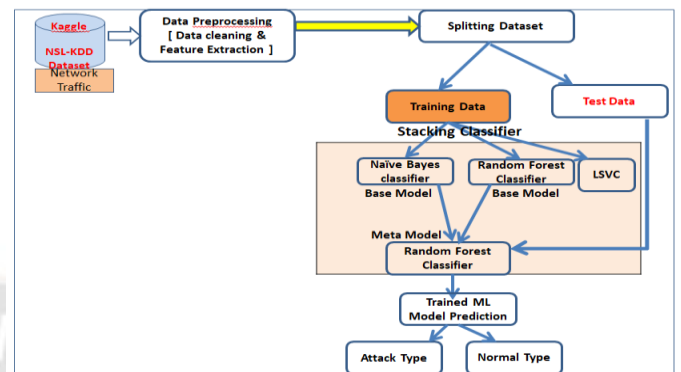 Kaggle
NSL-KDD
Dataset
Network
Traffic
Data Preprocessing
[ Data cleaning &
Feature Extraction ]
Splitting Dataset
Training Data
Test Data
Stacking Classifier
Naïve Bayes
classifier
Base Model
Random Forest
Classifier
Base Model
LSVC
Meta Model
Random Forest
Classifier
Trained ML
Model Prediction
Attack Type
Normal Type